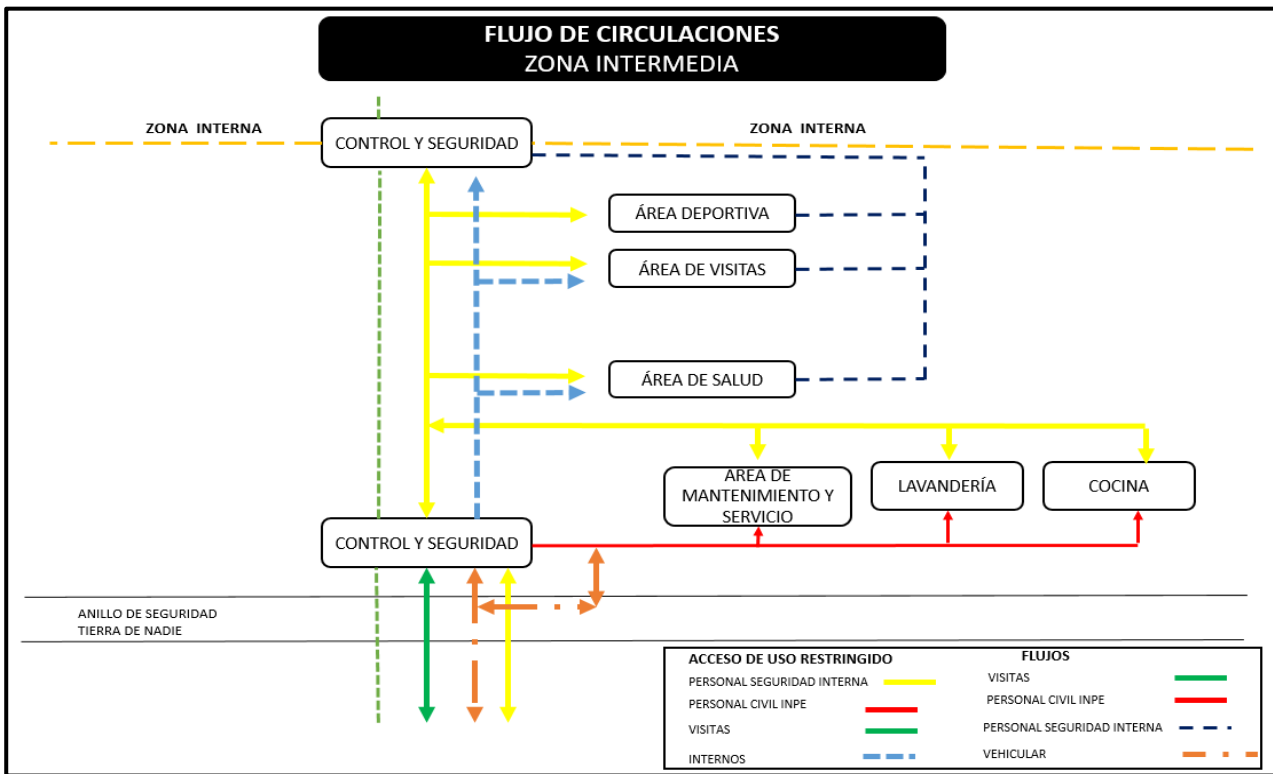 FLUJO DE CIRCULACIONES
ZONA INTERMEDIA
ZONA INTERNA
CONTROL Y SEGURIDAD
ZONA INTERNA
ÁREA DEPORTIVA
ÁREA DE VISITAS
ÁREA DE SALUD
AREA DE
MANTENIMIENTO Y
SERVICIO
LAVANDERÍA
COCINA
CONTROL Y SEGURIDAD
ANILLO DE SEGURIDAD
TIERRA DE NADIE
ACCESO DE USO RESTRINGIDO
PERSONAL SEGURIDAD INTERNA
PERSONAL CIVIL INPE
VISITAS
INTERNOS
FLUJOS
VISITAS
PERSONAL CIVIL INPE
PERSONAL SEGURIDAD INTERNA
VEHICULAR